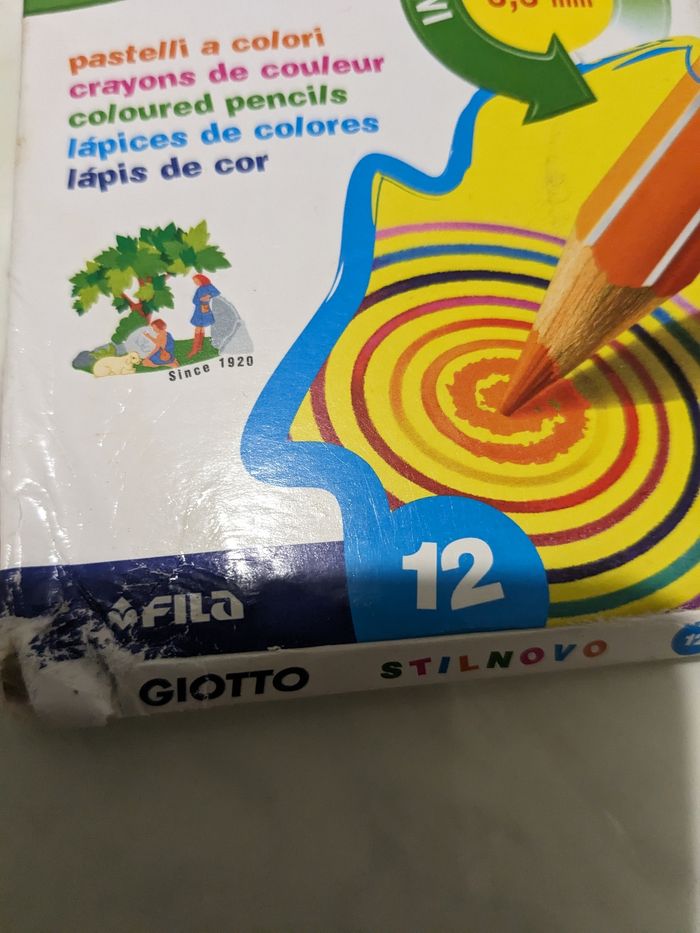 mm
pastelli a colori
crayons de couleur
coloured pencils
lápices de colores
lápis de cor
Since 1920
12
FILA
GIOTTO STILNOVO